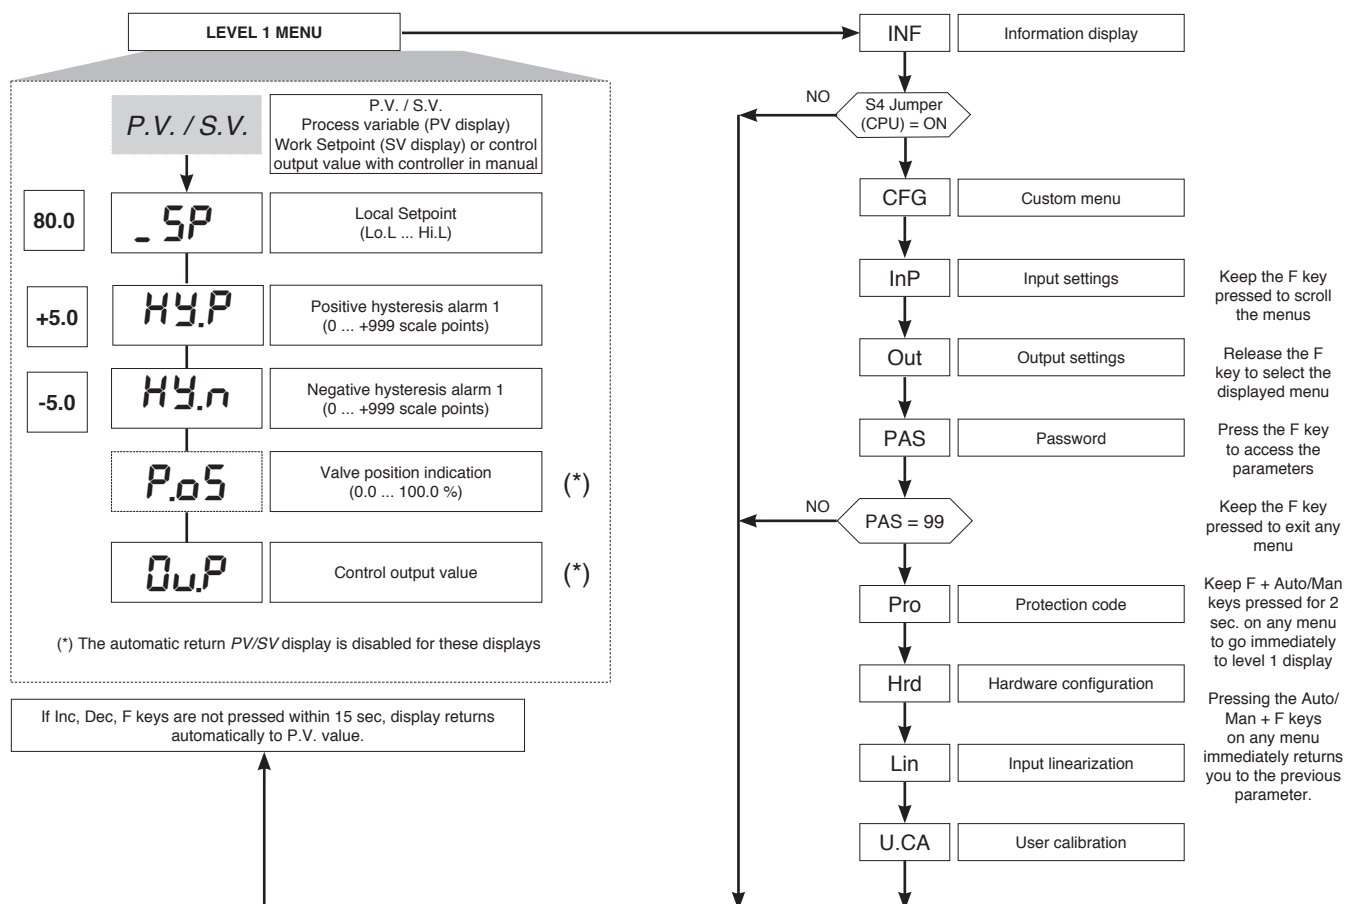 LEVEL 1 MENU
P.V. / S.V.
P.V. / S.V.
Process variable (PV display)
Work Setpoint (SV display) or control
output value with controller in manual
80.0
_SP
Local Setpoint
(Lo.L ... Hi.L)
+5.0
HY.P
Positive hysteresis alarm 1
(0 ... +999 scale points)
-5.0
HY.n
Negative hysteresis alarm 1
(0 ... +999 scale points)
P.oS
Valve position indication
(0.0 ... 100.0 %)
(*)
Ou.P
Control output value
(*)
(*) The automatic return PV/SV display is disabled for these displays
If Inc, Dec, F keys are not pressed within 15 sec, display returns
automatically to P.V. value.
INF
Information display
NO
S4 Jumper
(CPU) = ON
CFG
Custom menu
InP
Input settings
Out
Output settings
PAS
Password
NO
PAS = 99
Pro
Protection code
Hrd
Hardware configuration
Lin
Input linearization
U.CA
User calibration
Keep the F key
pressed to scroll
the menus
Release the F
key to select the
displayed menu
Press the F key
to access the
parameters
Keep the F key
pressed to exit any
menu
Keep F + Auto/Man
keys pressed for 2
sec. on any menu
to go immediately
to level 1 display
Pressing the Auto/
Man + F keys
on any menu
immediately returns
you to the previous
parameter.